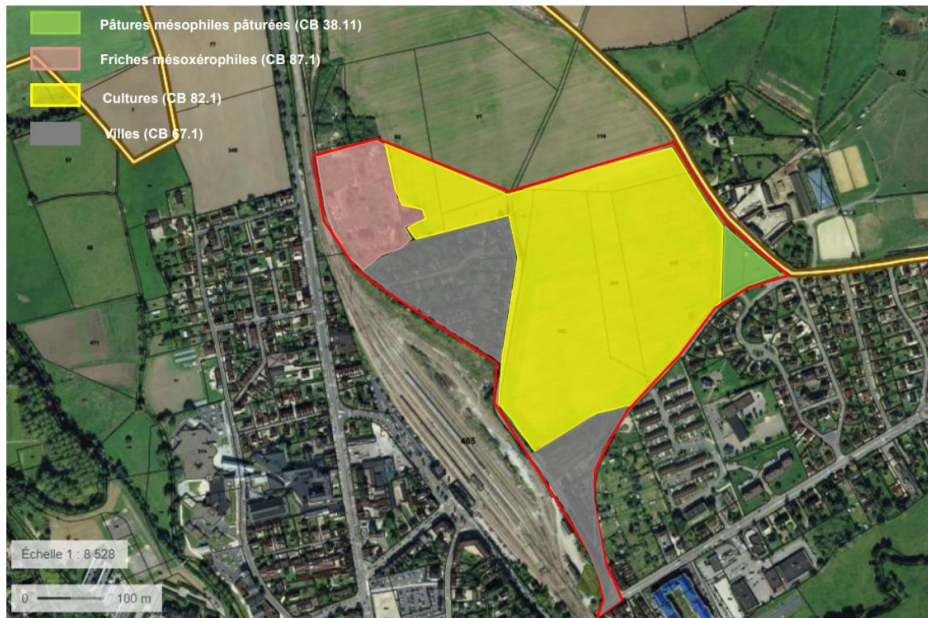 Pâtures mésophiles pâturées (CB 38.11)
Friches mésoxérophiles (CB 87.1)
Cultures (CB 82.1)
Villes (CB 67.1)
405
Échelle 1 : 8 528
0 100 m